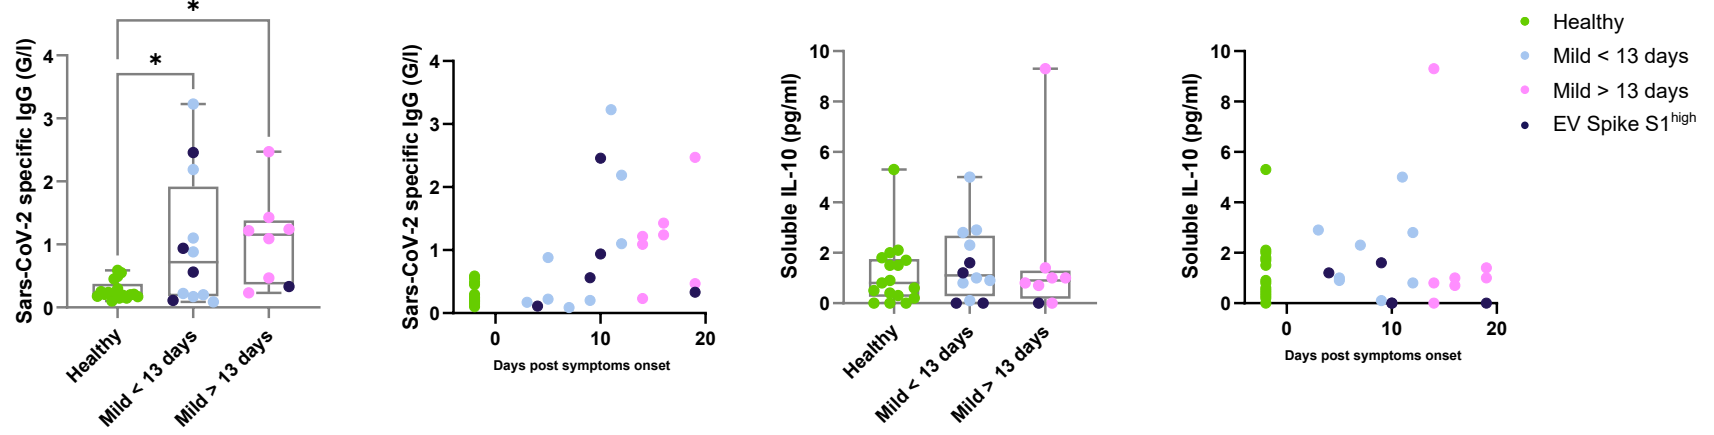 *
*
Sars-CoV-2 specific IgG (G/l)
4
3
2
1
0
Healthy
Mild < 13 days
Mild > 13 days
Sars-CoV-2 specific IgG (G/l)
4
3
2
1
0
0 10 20
Days post symptoms onset
Soluble IL-10 (pg/ml)
10
8
6
4
2
0
Healthy
Mild < 13 days
Mild > 13 days
Soluble IL-10 (pg/ml)
10
8
6
4
2
0
0 10 20
Days post symptoms onset
Healthy
Mild < 13 days
Mild > 13 days
EV Spike S1high